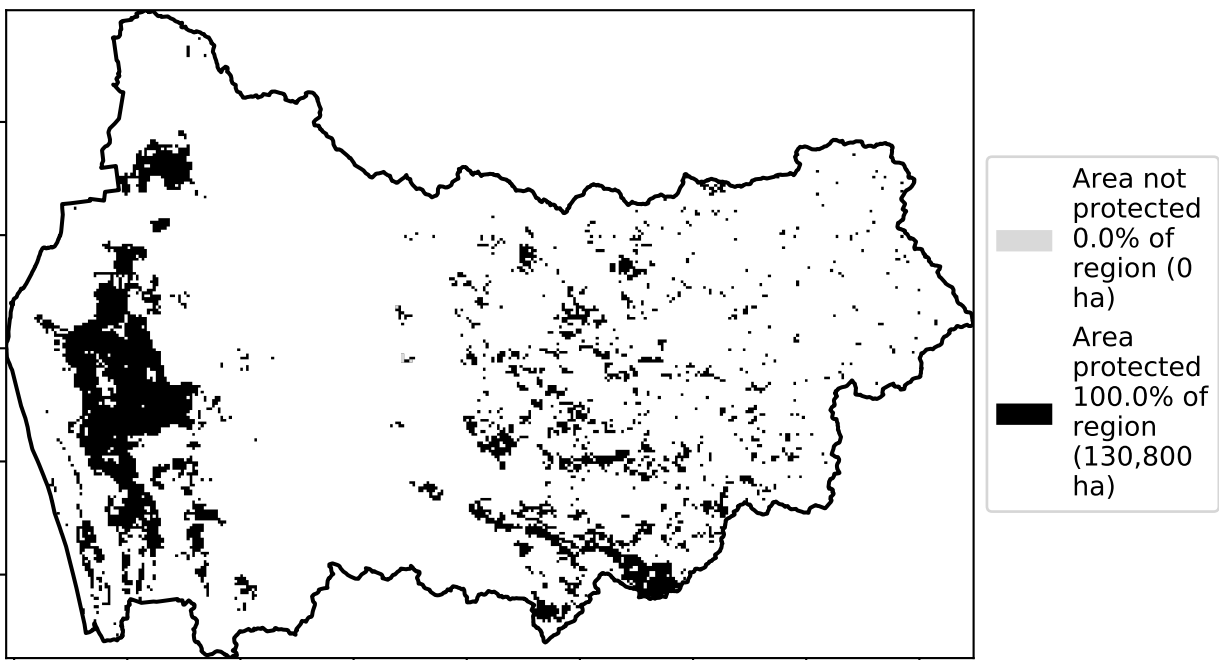 Area not
protected
0.0% of
region (0
ha)
Area
protected
100.0% of
region
(130,800
ha)